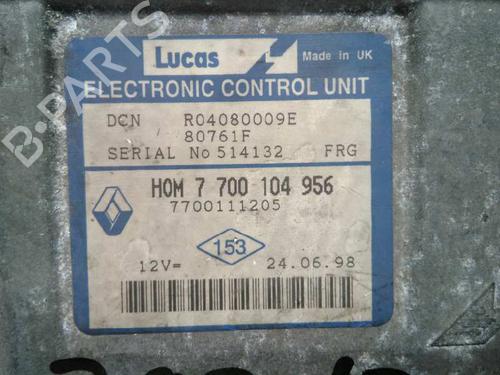 Lucas
L
Made in UK
ELECTRONIC CONTROL UNIT
DCN R04080009E
80761F
SERIAL No 514132 FRG
HOM 7 700 104 956
7700111205
153
12V= 24.06.98